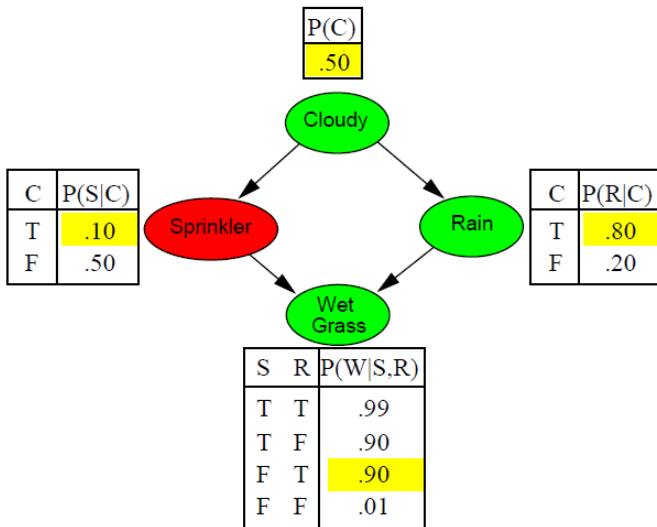 P(C)
.50
Cloudy
C P(S|C)
T .10
F .50
Sprinkler
Rain
C P(R|C)
T .80
F .20
Wet
Grass
S R P(W|S,R)
T T .99
T F .90
F T .90
F F .01